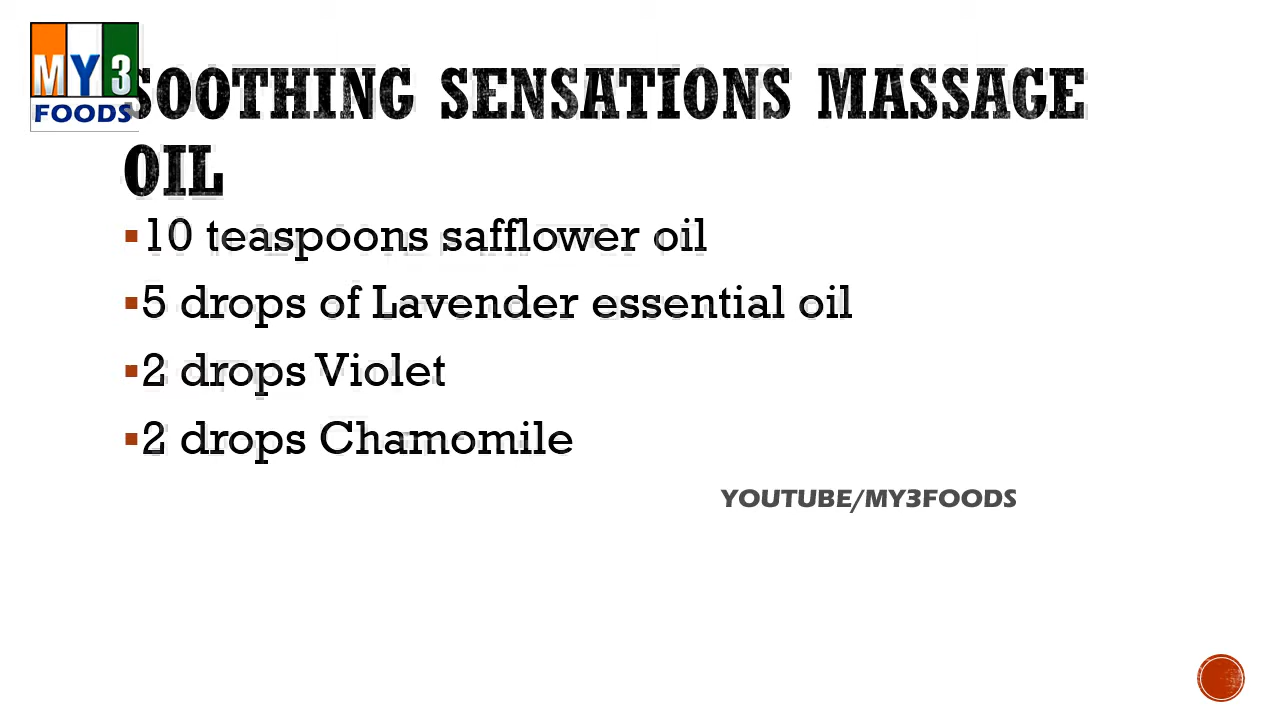 MY3
FOODS
SOOTHING SENSATIONS MASSAGE
OIL
▪10 teaspoons safflower oil
▪5 drops of Lavender essential oil
▪2 drops Violet
▪2 drops Chamomile
YOUTUBE/MY3FOODS